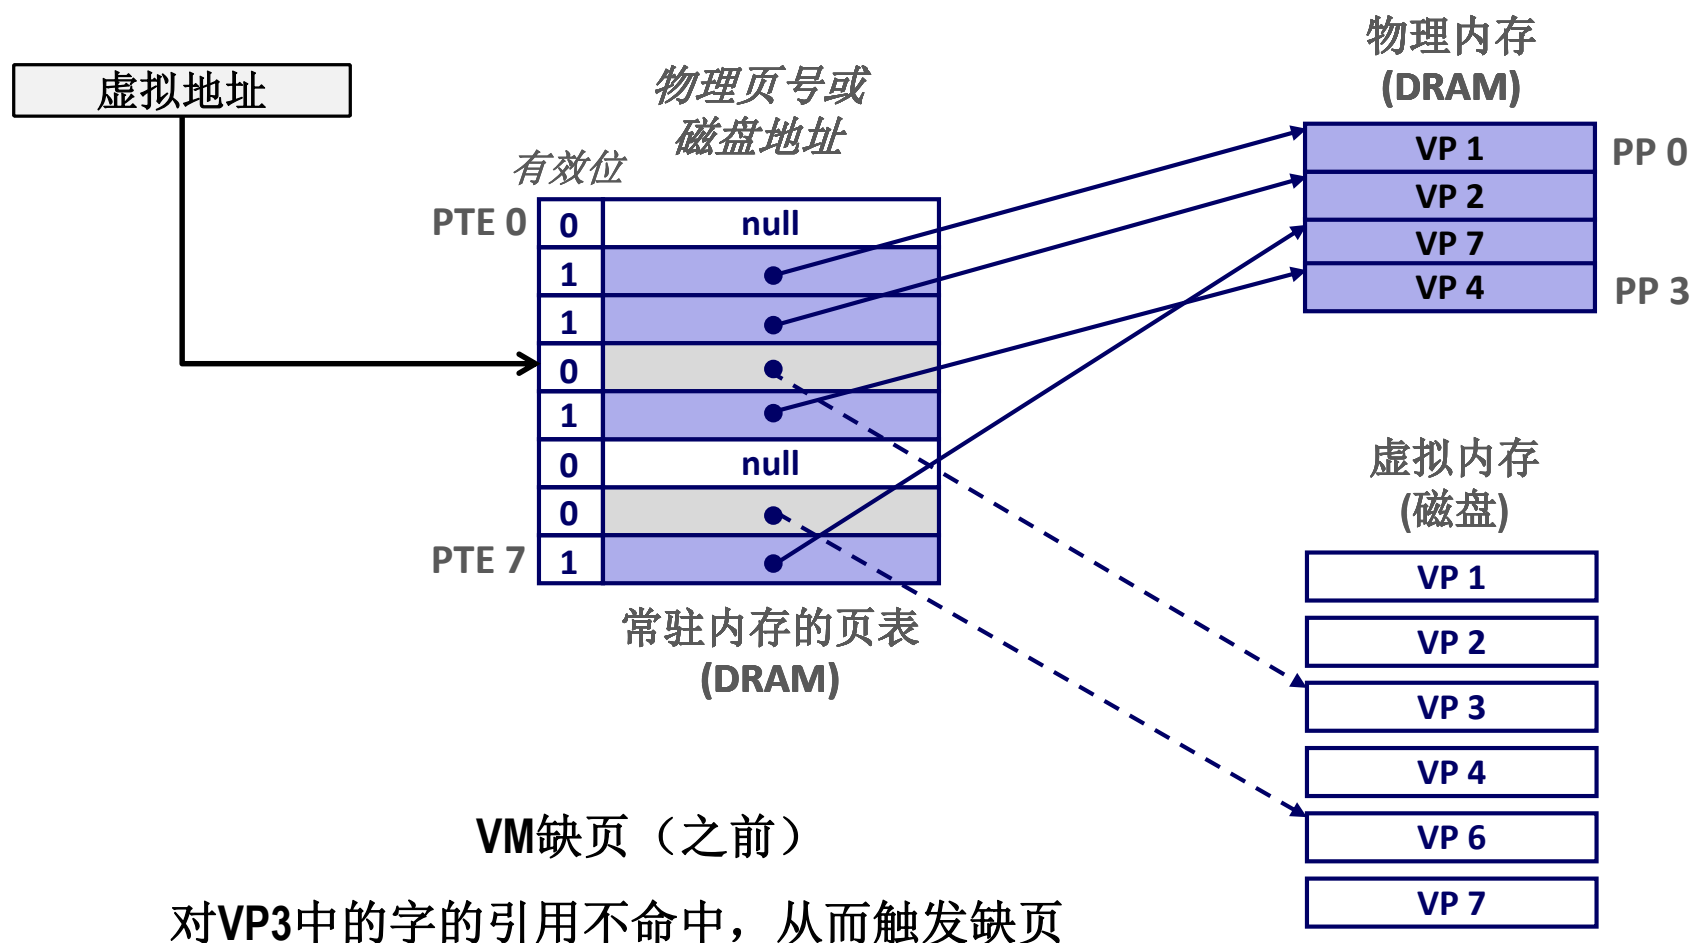 虚拟地址
物理页号或
磁盘地址
有效位
PTE 0
0 null
1
1
0
1
0 null
0
PTE 7 1
常驻内存的页表
(DRAM)
物理内存
(DRAM)
VP 1 PP 0
VP 2
VP 7
VP 4 PP 3
虚拟内存
(磁盘)
VP 1
VP 2
VP 3
VP 4
VP 6
VP 7
VM缺页（之前）
对VP3中的字的引用不命中，从而触发缺页